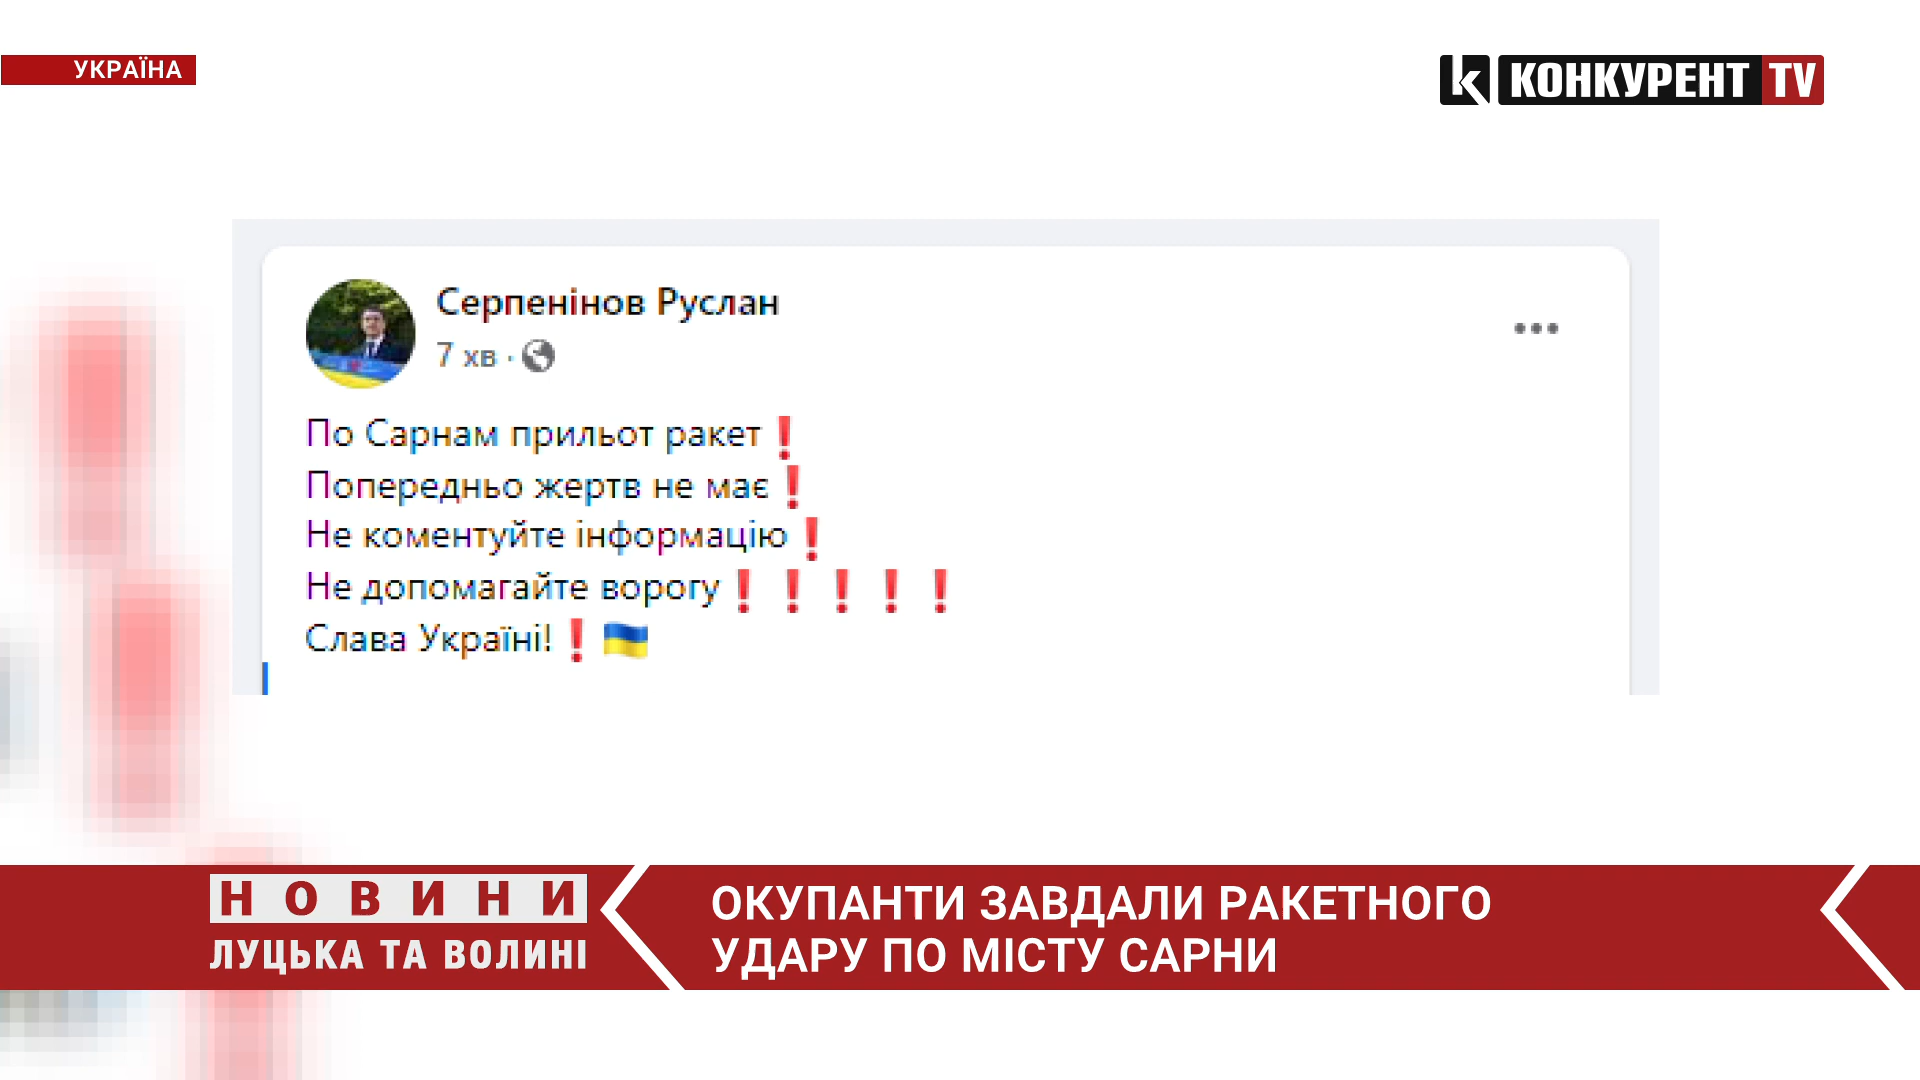 УКРАЇНА
k КОНКУРЕНТ TV
Серпенінов Руслан
7 хв ·
По Сарнам прильот ракет❗
Попередньо жертв не має❗
Не коментуйте інформацію❗
Не допомагайте ворогу❗❗❗❗❗
Слава Україні!❗🇺🇦
НОВИНИ
ЛУЦЬКА ТА ВОЛИНІ
ОКУПАНТИ ЗАВДАЛИ РАКЕТНОГО
УДАРУ ПО МІСТУ САРНИ